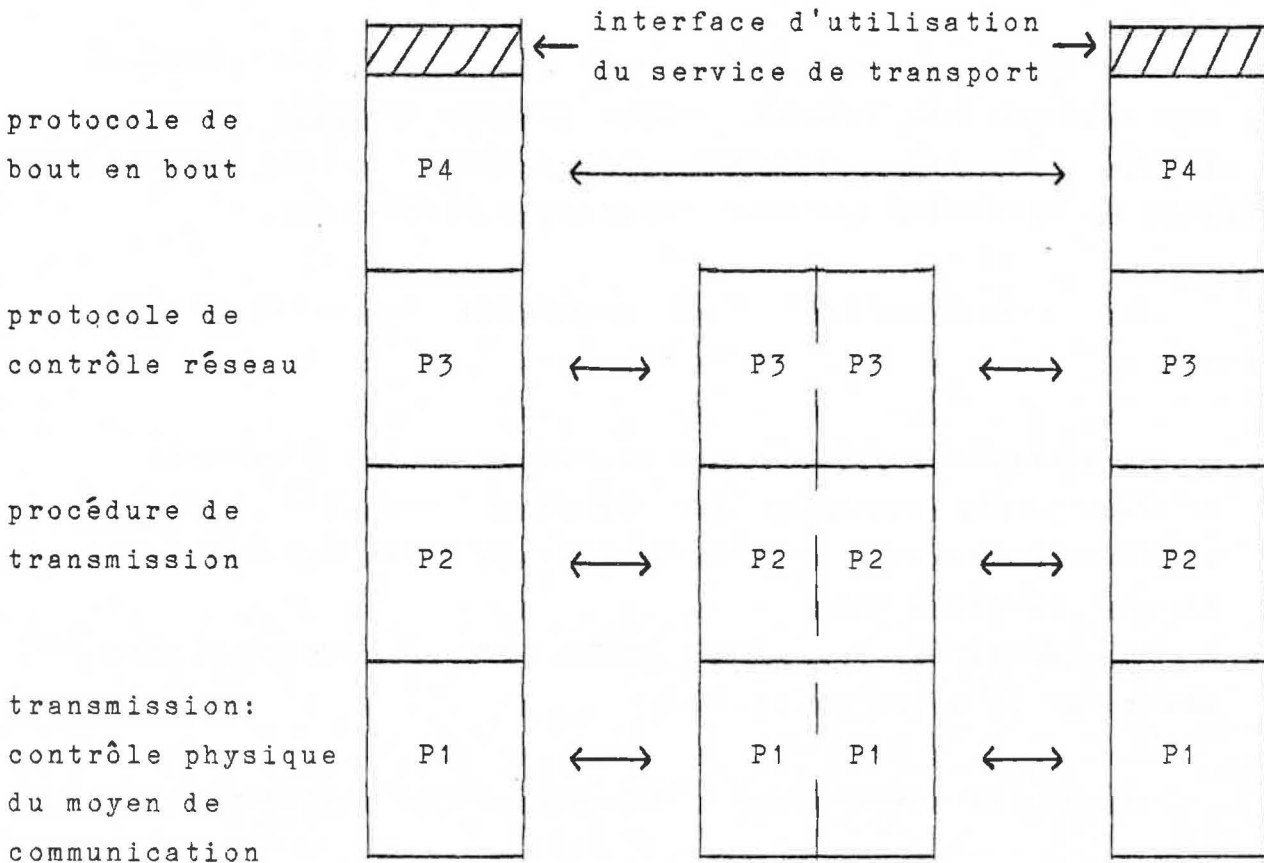 interface d'utilisation
du service de transport
protocole de
bout en bout
P4
P4
protocole de
contrôle réseau
P3
P3
P3
P3
procédure de
transmission
P2
P2
P2
P2
transmission:
contrôle physique
du moyen de
communication
P1
P1
P1
P1